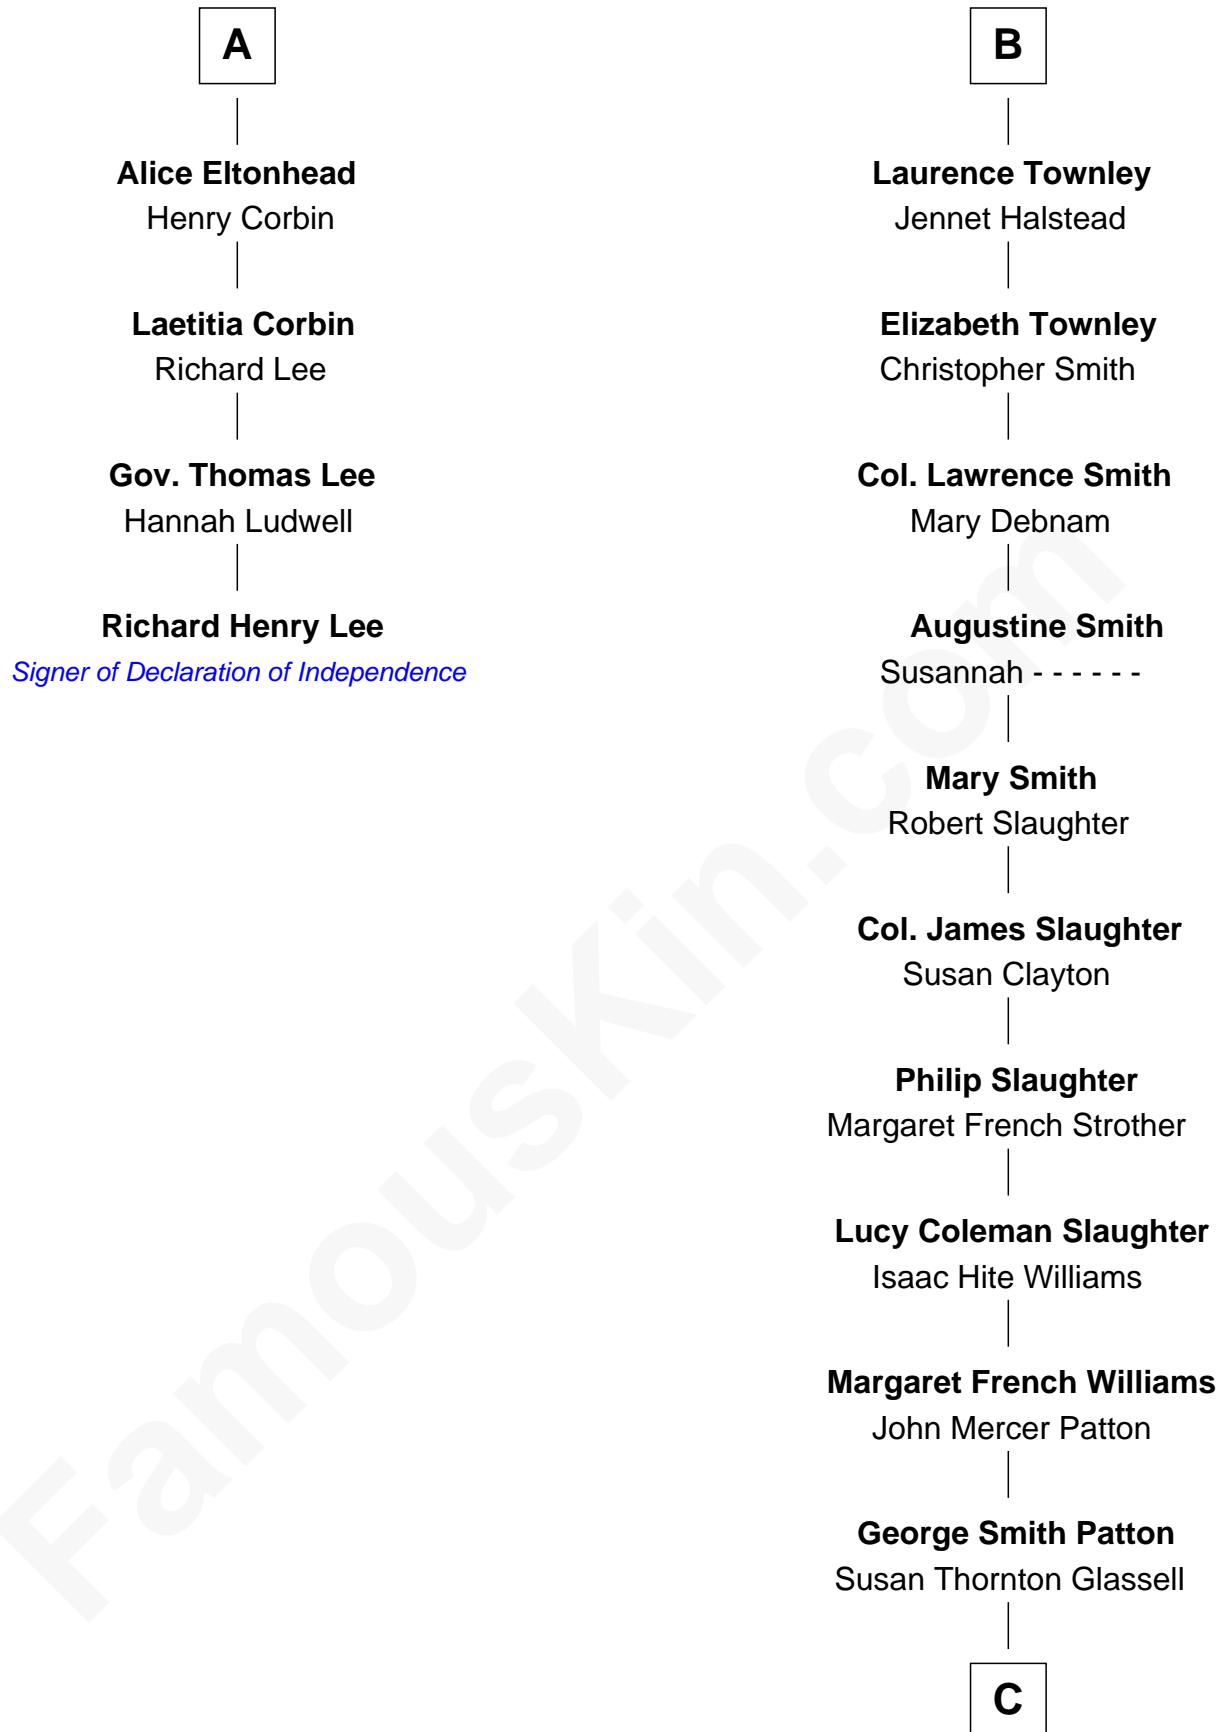 A
Alice Eltonhead
Henry Corbin
Laetitia Corbin
Richard Lee
Gov. Thomas Lee
Hannah Ludwell
Richard Henry Lee
Signer of Declaration of Independence
B
Laurence Townley
Jennet Halstead
Elizabeth Townley
Christopher Smith
Col. Lawrence Smith
Mary Debnam
Augustine Smith
Susannah - - - - - -
Mary Smith
Robert Slaughter
Col. James Slaughter
Susan Clayton
Philip Slaughter
Margaret French Strother
Lucy Coleman Slaughter
Isaac Hite Williams
Margaret French Williams
John Mercer Patton
George Smith Patton
Susan Thornton Glassell
C
FamousKin.com